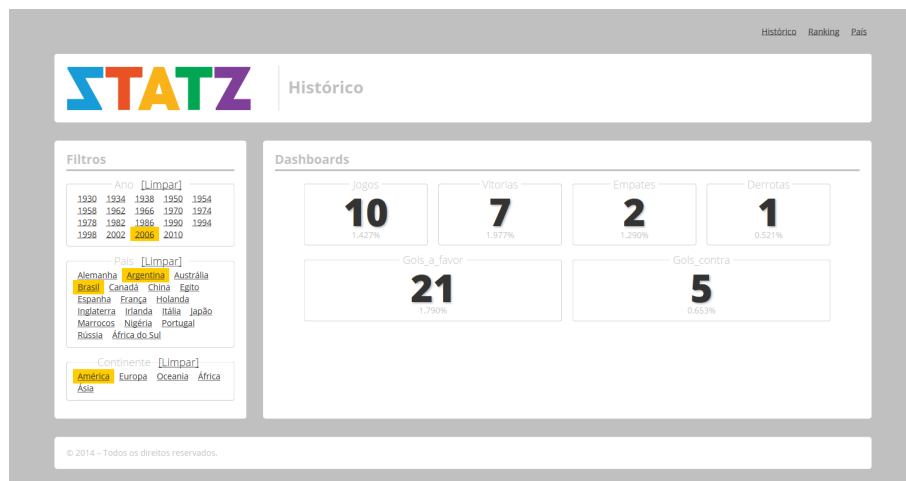 Histórico Ranking País
STATZ
Histórico
Filtros
Ano [Limpar]
1930 1934 1938 1950 1954
1958 1962 1966 1970 1974
1978 1982 1986 1990 1994
1998 2002 2006 2010
País [Limpar]
Alemanha Argentina Austrália
Brasil Canadá China Egito
Espanha França Holanda
Inglaterra Irlanda Itália Japão
Marrocos Nigéria Portugal
Rússia África do Sul
Continente [Limpar]
América Europa Oceania África
Ásia
Dashboards
Jogos
10
1.427%
Vitorias
7
1.977%
Empates
2
1.290%
Derrotas
1
0.521%
Gols_a_favor
21
1.790%
Gols_contra
5
0.653%
© 2014 – Todos os direitos reservados.